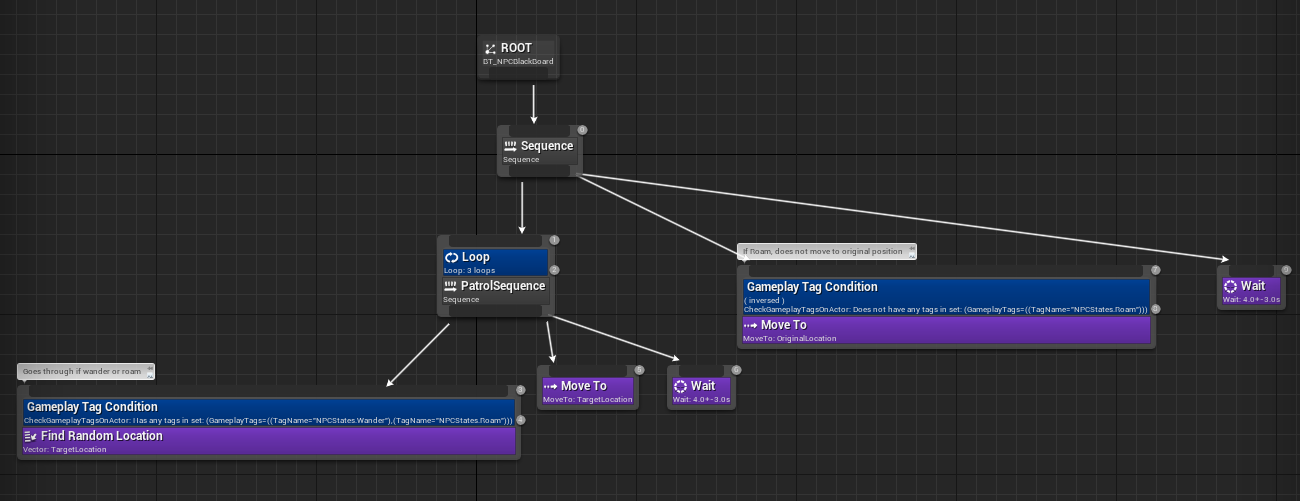 ROOT
BT_NPCBlackBoard
0
Sequence
Sequence
1
Loop
Loop: 3 loops
2
PatrolSequence
Sequence
If Roam, does not move to original position
7
Gameplay Tag Condition
( inversed )
CheckGameplayTagsOnActor: Does not have any tags in set: (GameplayTags=((TagName="NPCStates.Roam")))
8
Move To
MoveTo: OriginalLocation
9
Wait
Wait: 4.0+-3.0s
Goes through if wander or roam
3
Gameplay Tag Condition
CheckGameplayTagsOnActor: Has any tags in set: (GameplayTags=((TagName="NPCStates.Wander"),(TagName="NPCStates.Roam")))
4
Find Random Location
Vector: TargetLocation
5
Move To
MoveTo: TargetLocation
6
Wait
Wait: 4.0+-3.0s